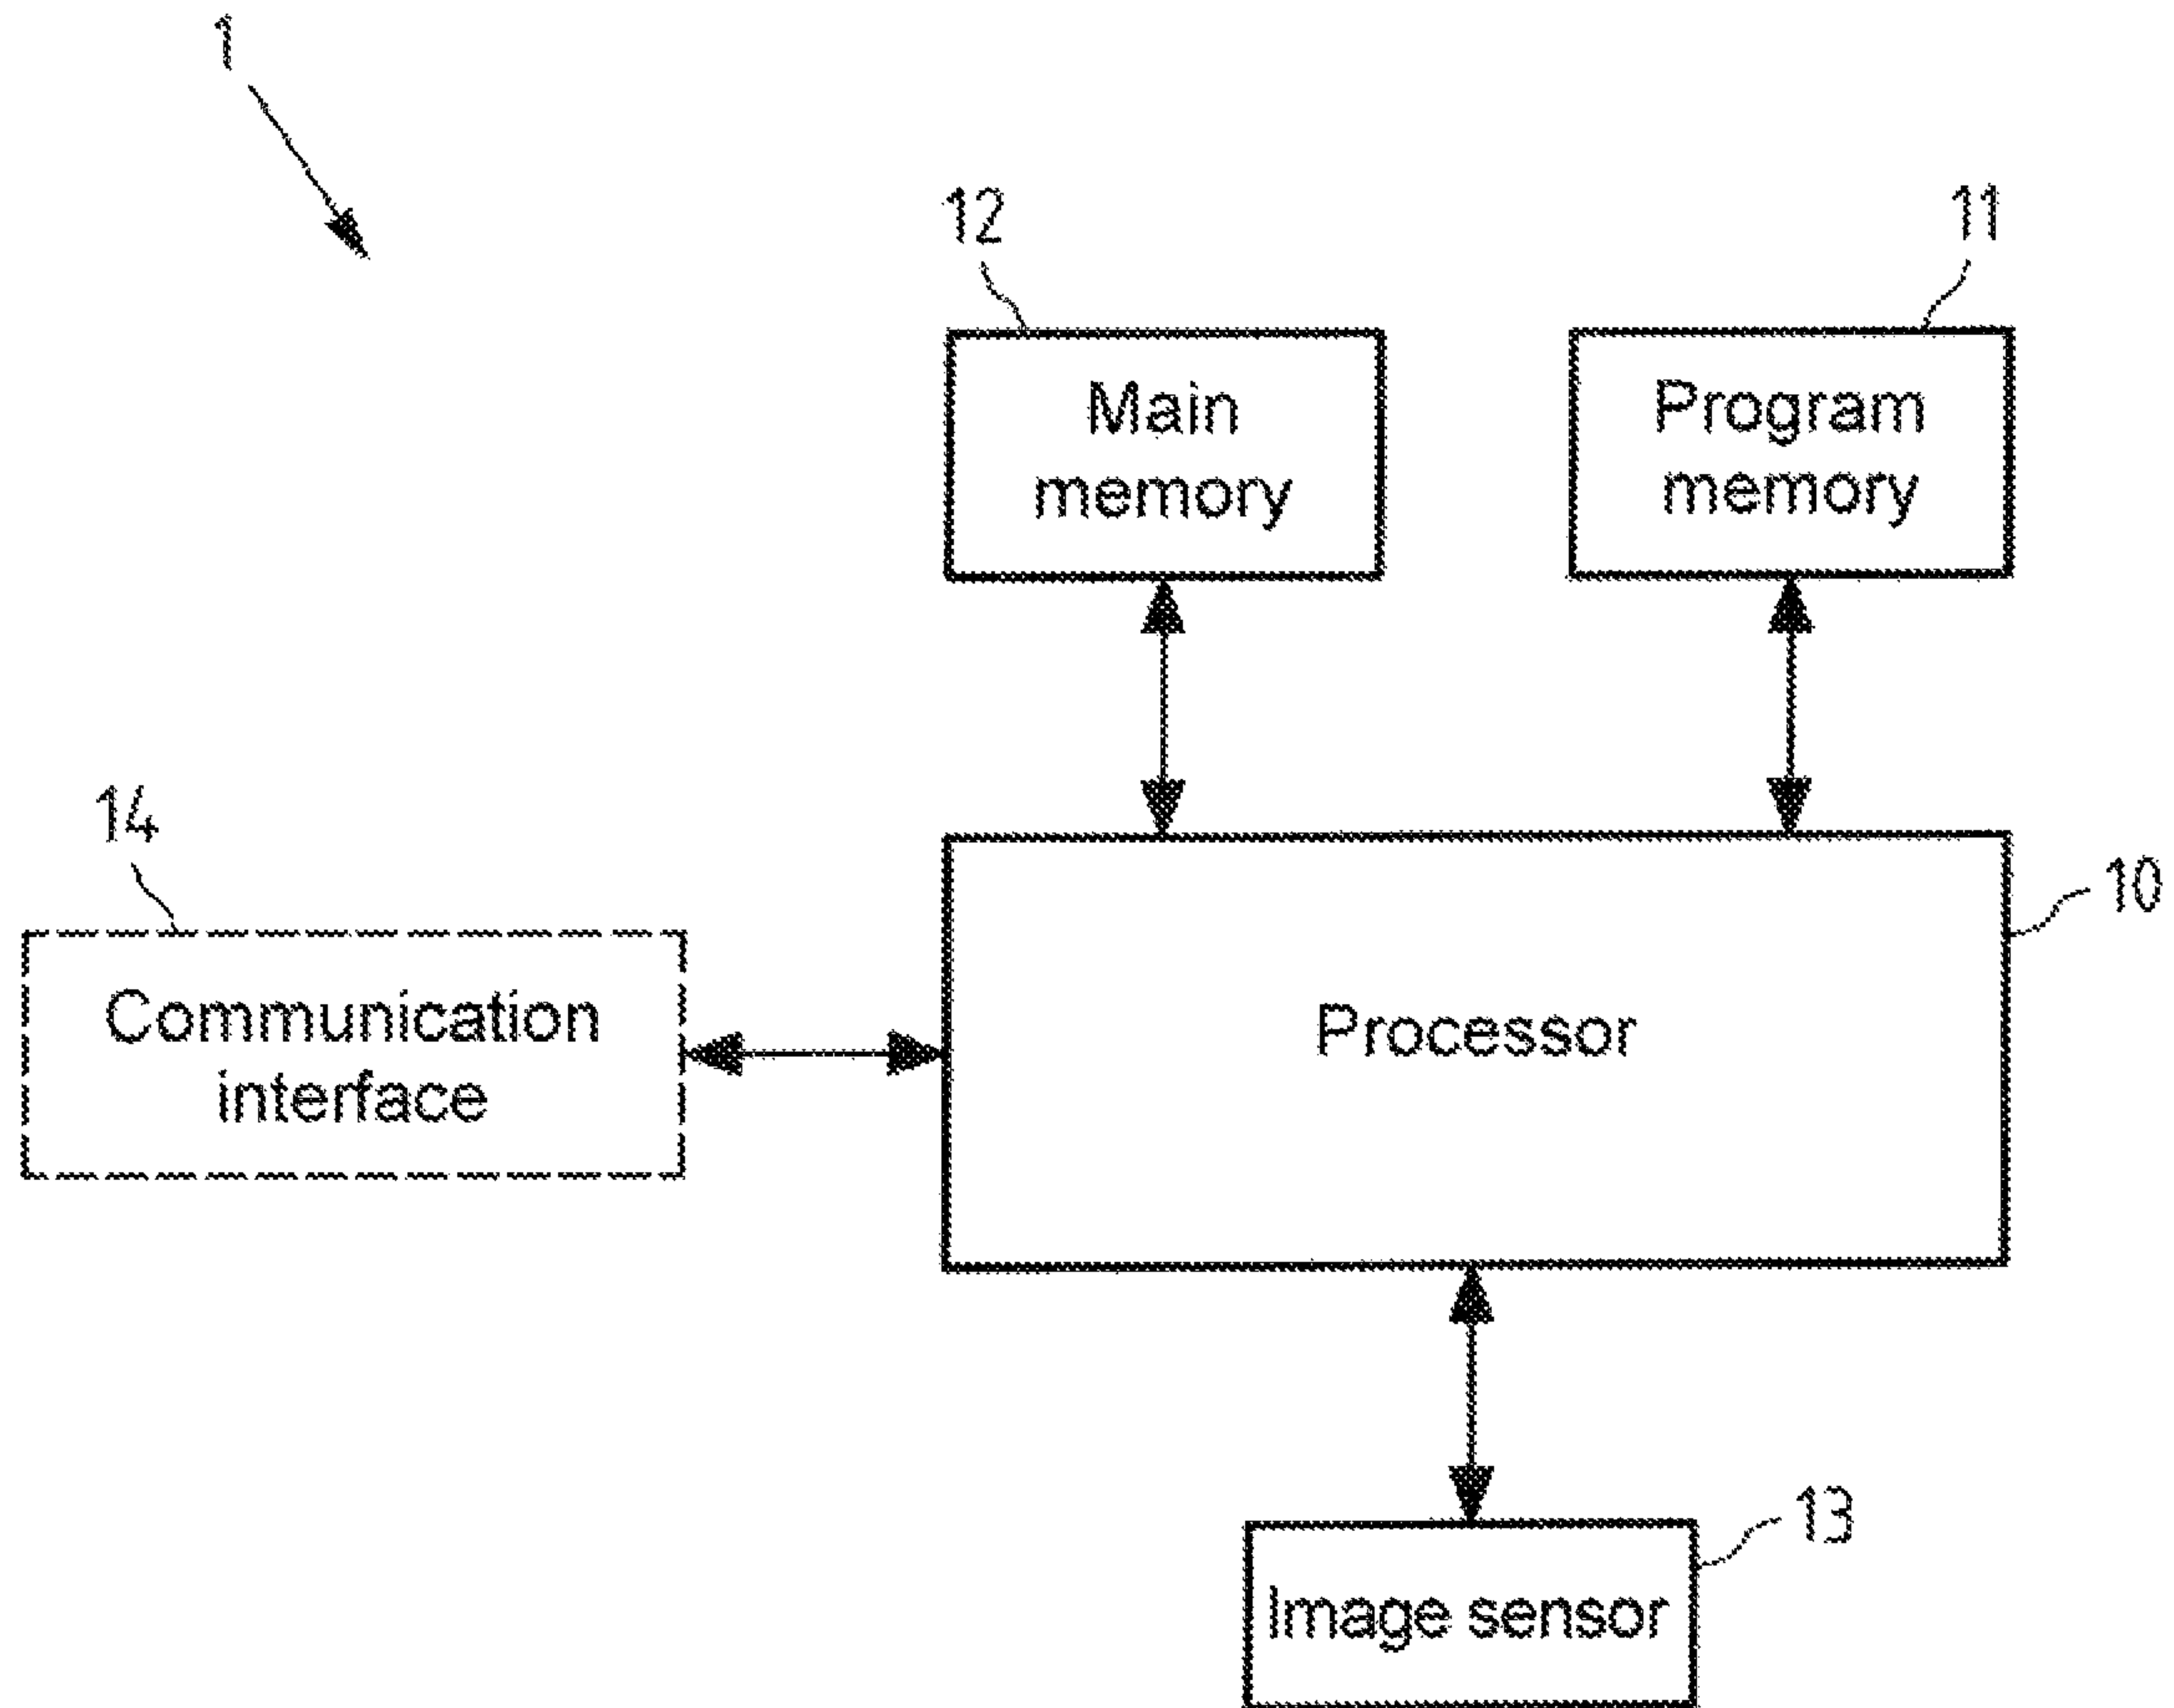 1
12
11
Main
memory
Program
memory
14
10
Communication
interface
Processor
13
Image sensor